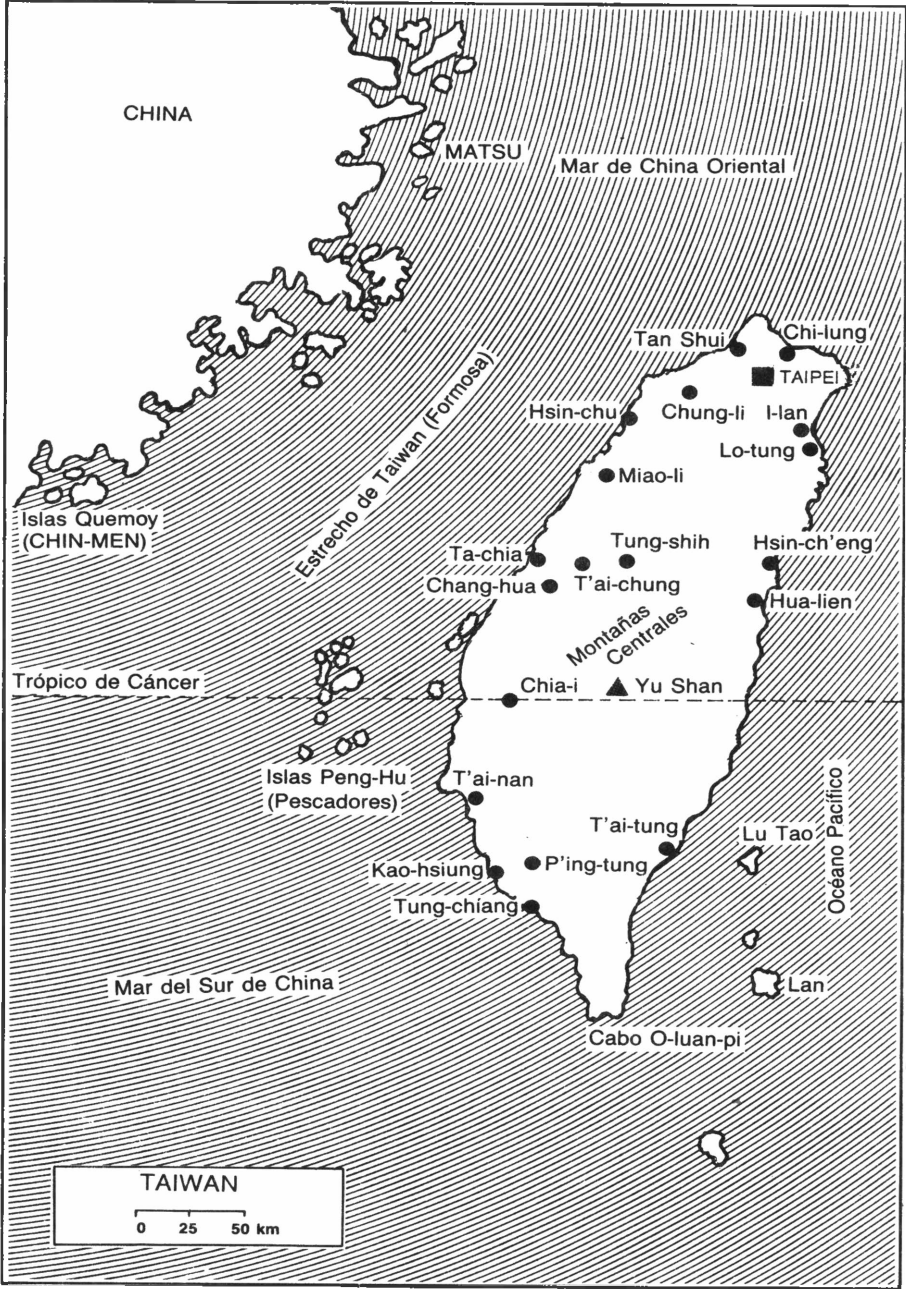 CHINA
MATSU
Mar de China Oriental
Tan Shui
Chi-lung
TAIPEI
Hsin-chu
Chung-li
I-lan
Lo-tung
Miao-li
Estrecho de Taiwan (Formosa)
Islas Quemoy
(CHIN-MEN)
Ta-chia
Tung-shih
Hsin-ch'eng
Chang-hua
T'ai-chung
Hua-lien
Montañas
Centrales
Trópico de Cáncer
Chia-i
Yu Shan
Islas Peng-Hu
(Pescadores)
T'ai-nan
T'ai-tung
Lu Tao
Océano Pacífico
Kao-hsiung
P'ing-tung
Tung-chíang
Mar del Sur de China
Lan
Cabo O-luan-pi
TAIWAN
0 25 50 km